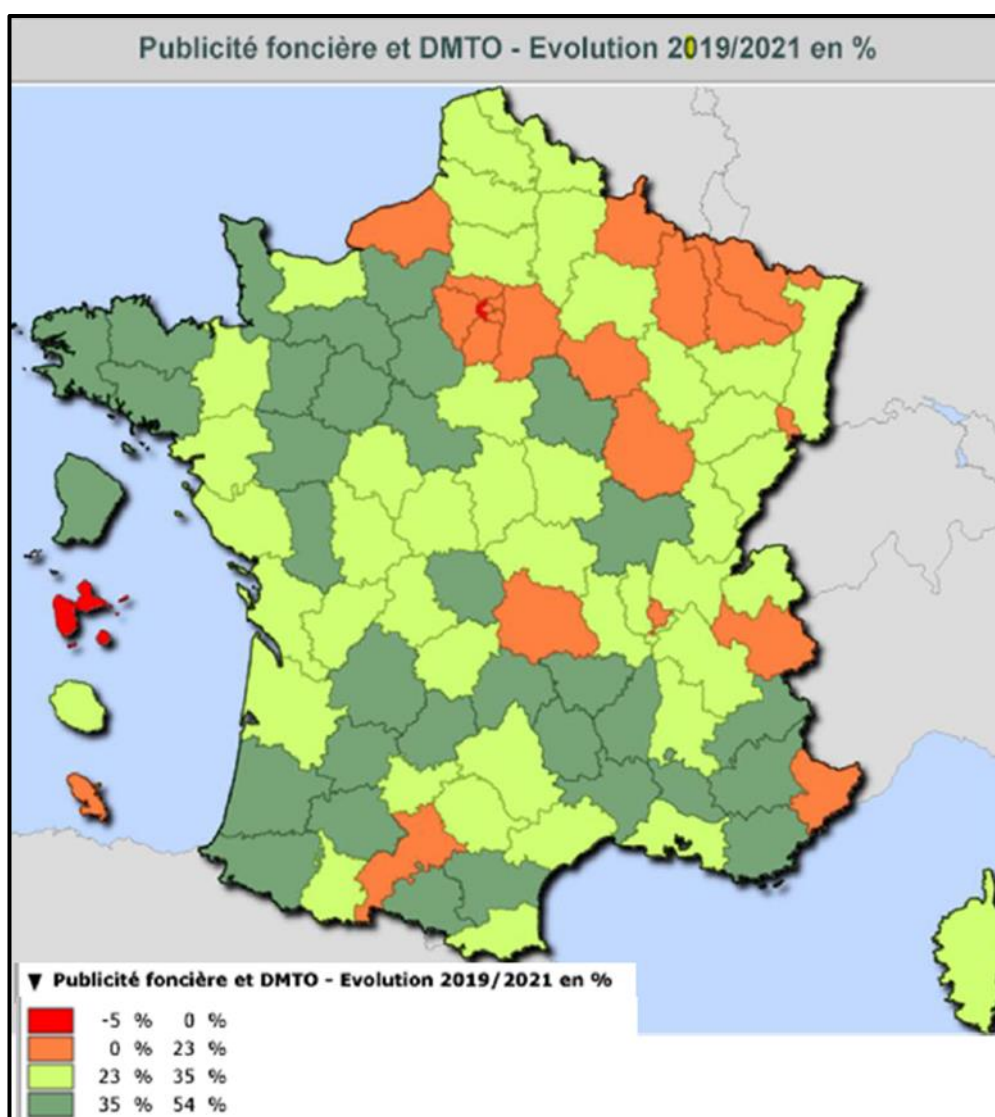 Publicité foncière et DMTO - Evolution 2019/2021 en %
▼ Publicité foncière et DMTO - Evolution 2019/2021 en %
-5 % 0 %
0 % 23 %
23 % 35 %
35 % 54 %